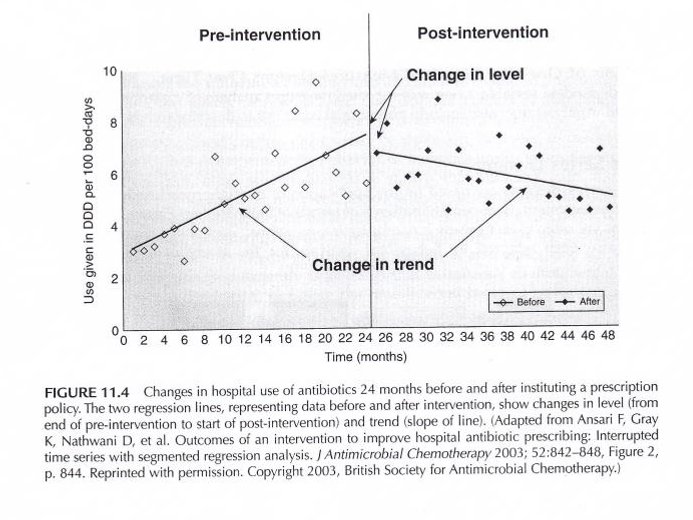 Pre-intervention Post-intervention
Change in level
10
8
6
4
2
0
Use given in DDD per 100 bed-days
Change in trend
Before After
0 2 4 6 8 10 12 14 16 18 20 22 24 26 28 30 32 34 36 38 40 42 44 46 48
Time (months)
FIGURE 11.4 Changes in hospital use of antibiotics 24 months before and after instituting a prescription
policy. The two regression lines, representing data before and after intervention, show changes in level (from
end of pre-intervention to start of post-intervention) and trend (slope of line). (Adapted from Ansari F, Gray
K, Nathwani D, et al. Outcomes of an intervention to improve hospital antibiotic prescribing: Interrupted
time series with segmented regression analysis. J Antimicrobial Chemotherapy 2003; 52:842–848, Figure 2,
p. 844. Reprinted with permission. Copyright 2003, British Society for Antimicrobial Chemotherapy.)